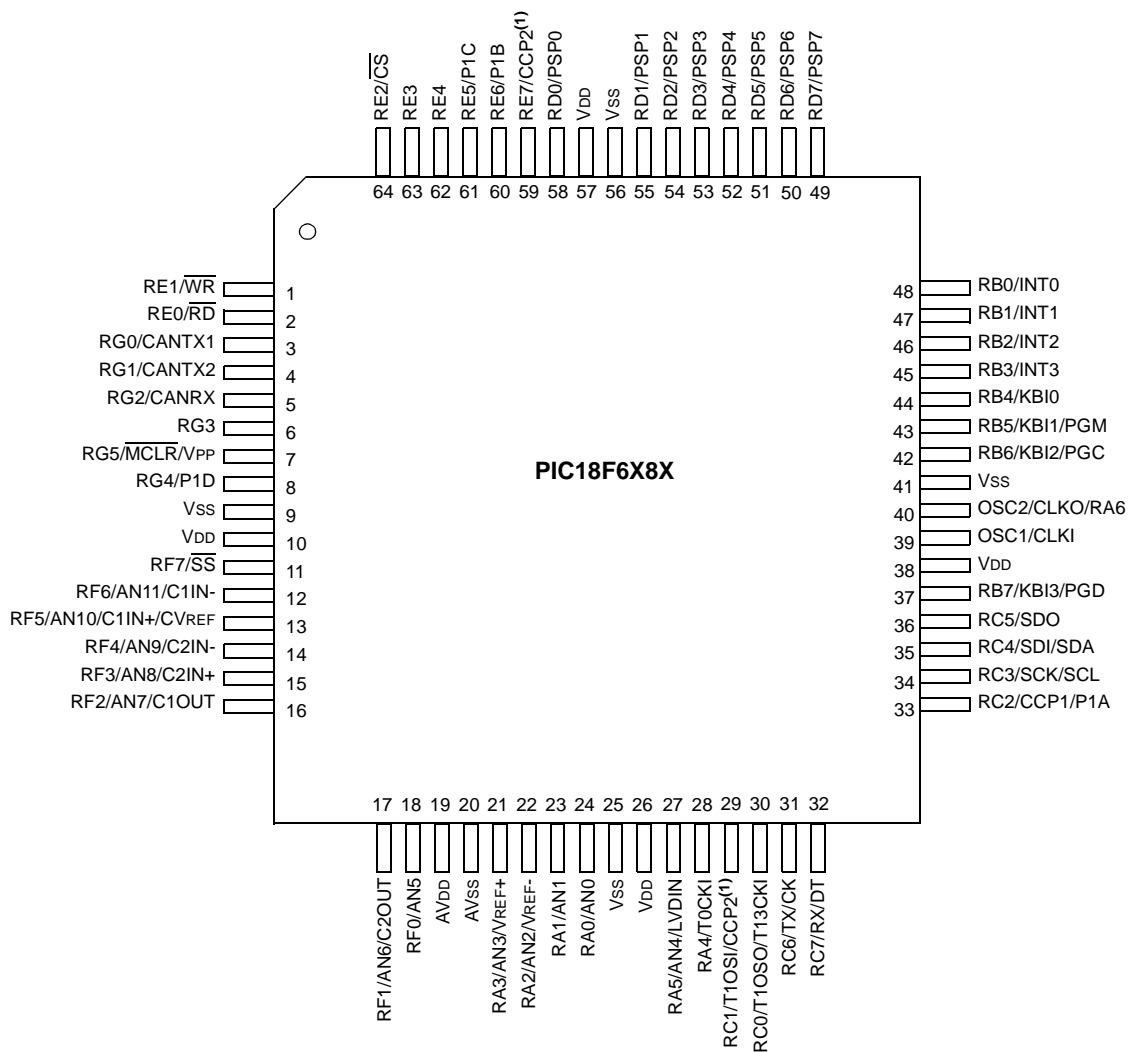 RE2/CS
RE3
RE4
RE5/P1C
RE6/P1B
RE7/CCP2(1)
RD0/PSP0
VDD
VSS
RD1/PSP1
RD2/PSP2
RD3/PSP3
RD4/PSP4
RD5/PSP5
RD6/PSP6
RD7/PSP7
64 63 62 61 60 59 58 57 56 55 54 53 52 51 50 49
RE1/WR 1
RE0/RD 2
RG0/CANTX1 3
RG1/CANTX2 4
RG2/CANRX 5
RG3 6
RG5/MCLR/VPP 7
RG4/P1D 8
VSS 9
VDD 10
RF7/SS 11
RF6/AN11/C1IN- 12
RF5/AN10/C1IN+/CVREF 13
RF4/AN9/C2IN- 14
RF3/AN8/C2IN+ 15
RF2/AN7/C1OUT 16
PIC18F6X8X
48 RB0/INT0
47 RB1/INT1
46 RB2/INT2
45 RB3/INT3
44 RB4/KBI0
43 RB5/KBI1/PGM
42 RB6/KBI2/PGC
41 VSS
40 OSC2/CLKO/RA6
39 OSC1/CLKI
38 VDD
37 RB7/KBI3/PGD
36 RC5/SDO
35 RC4/SDI/SDA
34 RC3/SCK/SCL
33 RC2/CCP1/P1A
17 18 19 20 21 22 23 24 25 26 27 28 29 30 31 32
RF1/AN6/C2OUT
RF0/AN5
AVDD
AVSS
RA3/AN3/VREF+
RA2/AN2/VREF-
RA1/AN1
RA0/AN0
VSS
VDD
RA5/AN4/LVDIN
RA4/T0CKI
RC1/T1OSI/CCP2(1)
RC0/T1OSO/T13CKI
RC6/TX/CK
RC7/RX/DT